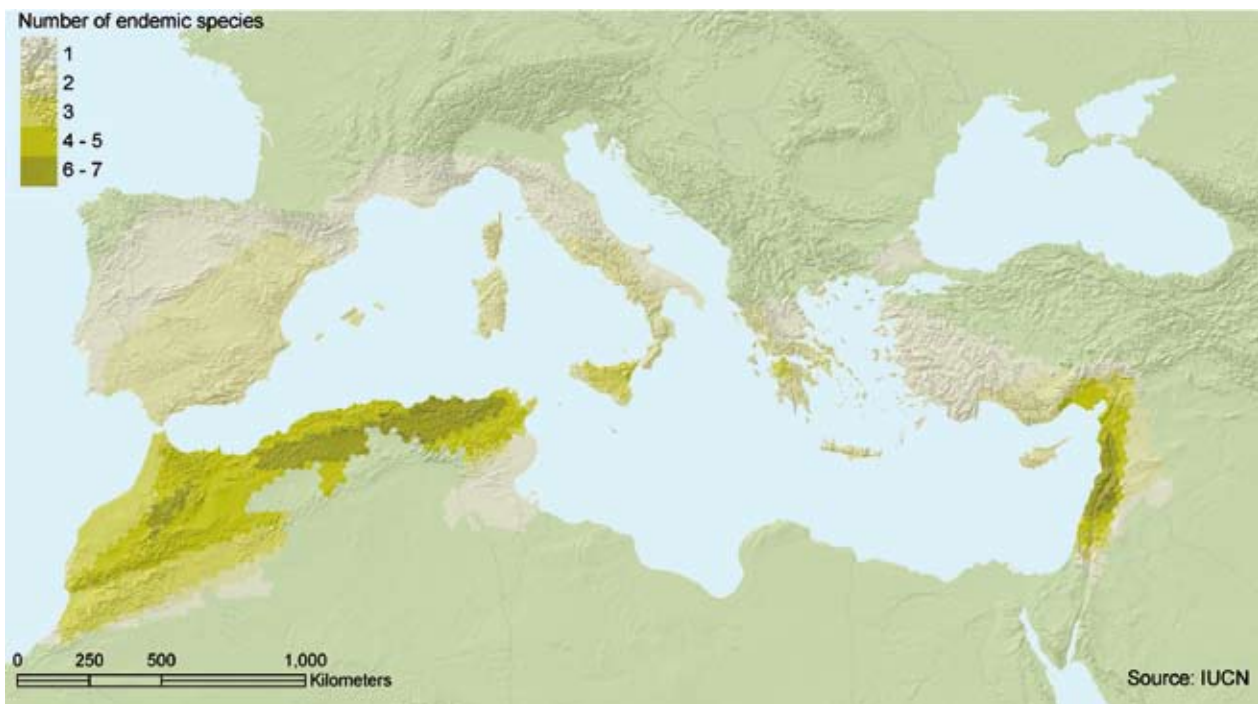 Number of endemic species
1
2
3
4 - 5
6 - 7
0 250 500 1,000
Kilometers
Source: IUCN